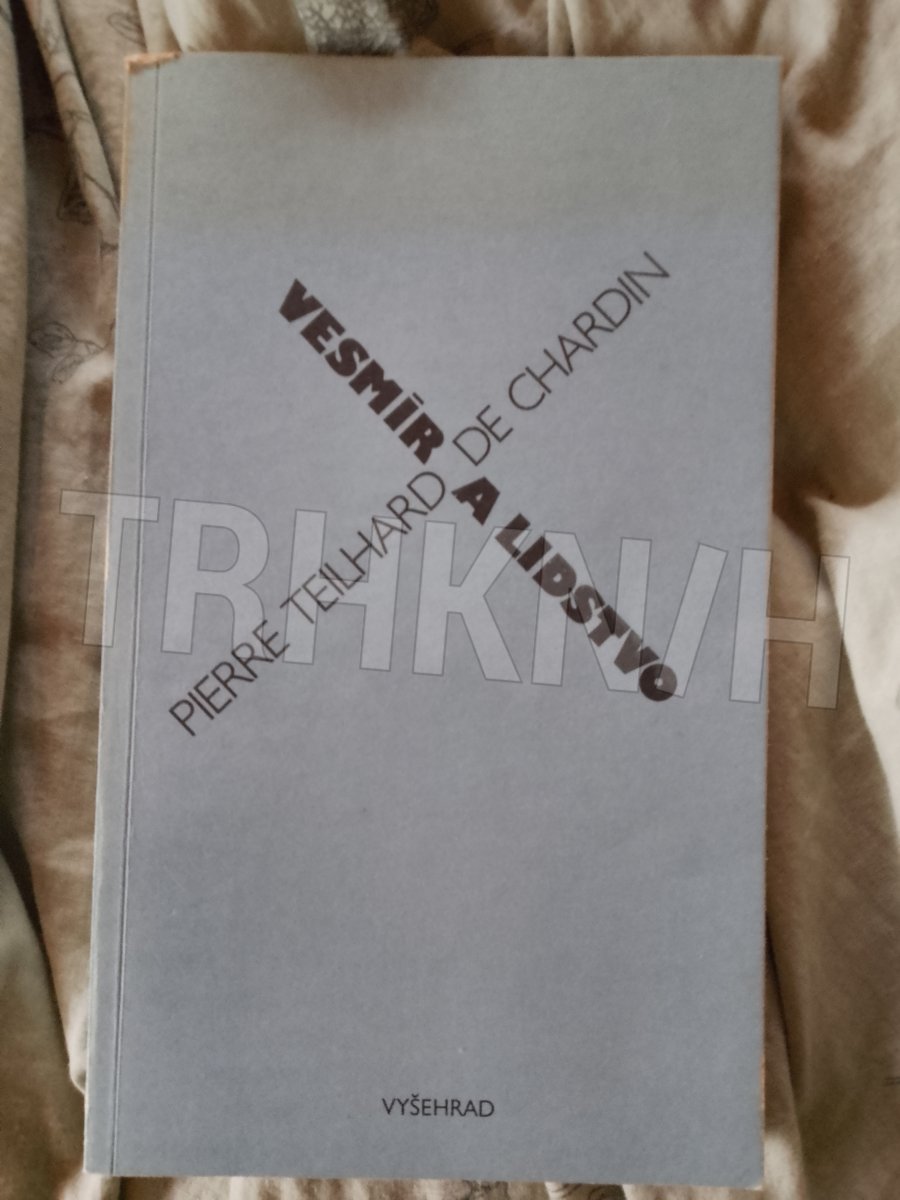 VESMÍR A LIDSTVO
PIERRE TEILHARD DE CHARDIN
TRHKNIH
VYŠEHRAD